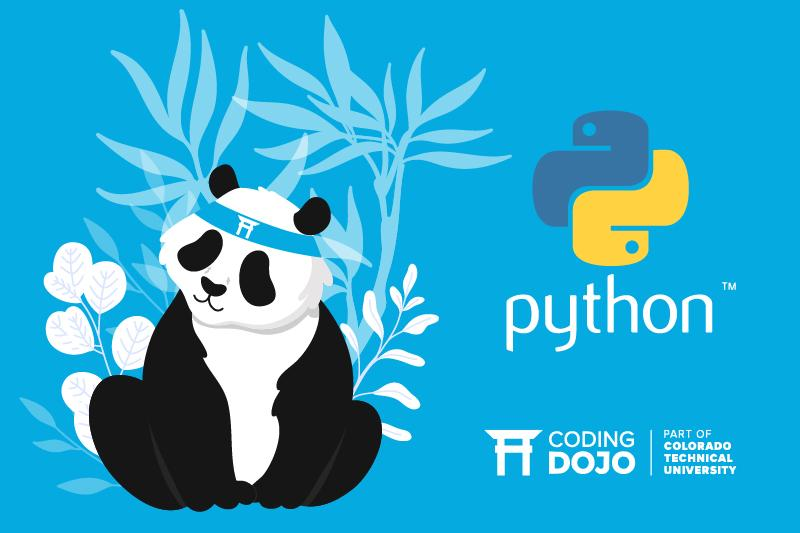 python™
CODING
DOJO
PART OF
COLORADO
TECHNICAL
UNIVERSITY